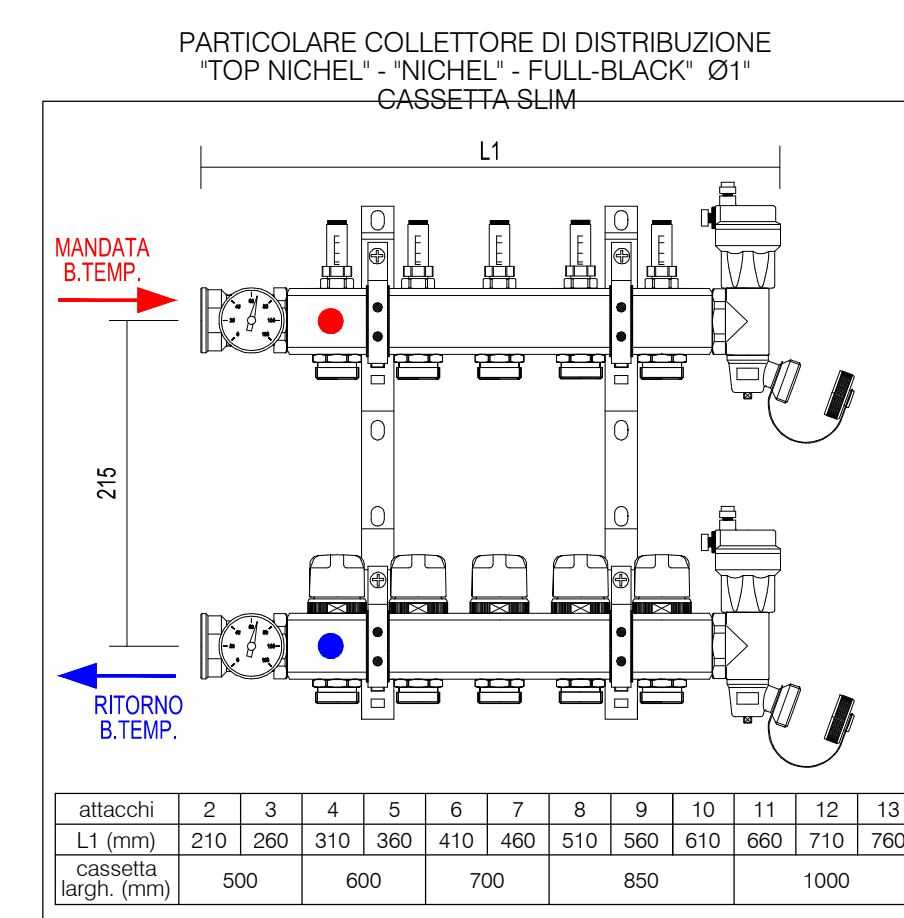 PARTICOLARE COLLETTORE DI DISTRIBUZIONE
"TOP NICHEL" - "NICHEL" - FULL-BLACK" Ø1"
CASSETTA SLIM
L1
MANDATA
B.TEMP.
215
RITORNO
B.TEMP.
attacchi 2 3 4 5 6 7 8 9 10 11 12 13
L1 (mm) 210 260 310 360 410 460 510 560 610 660 710 760
cassetta
largh. (mm) 500 600 700 850 1000